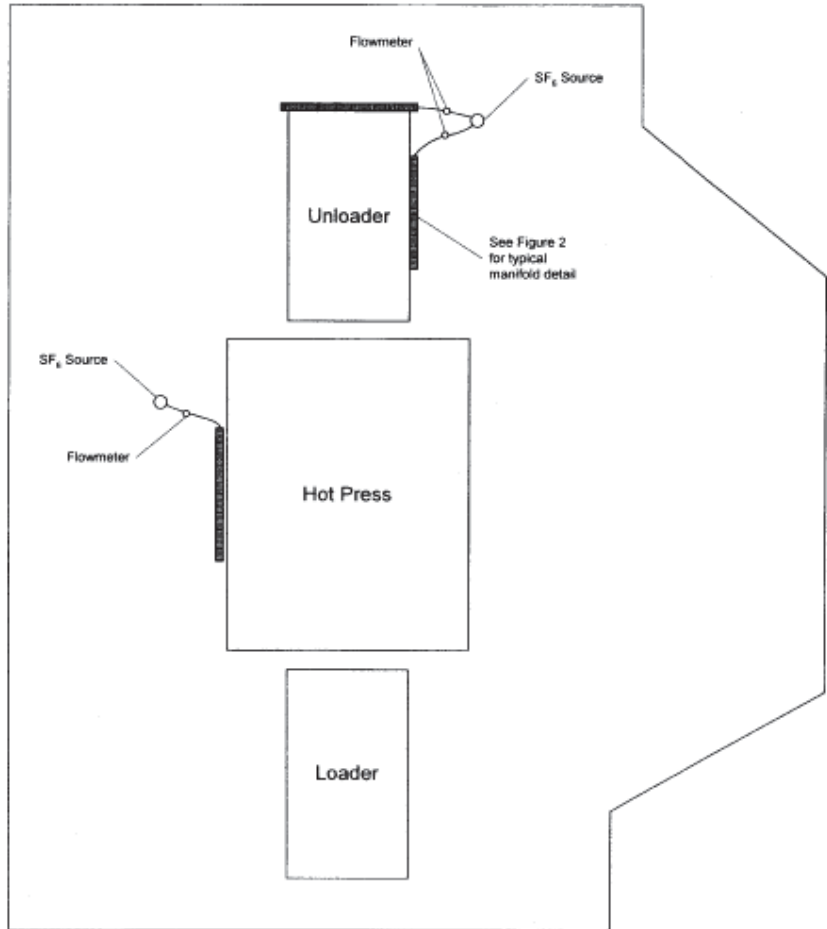 Flowmeter
SF₆ Source
Unloader
See Figure 2
for typical
manifold detail
SF₆ Source
Flowmeter
Hot Press
Loader